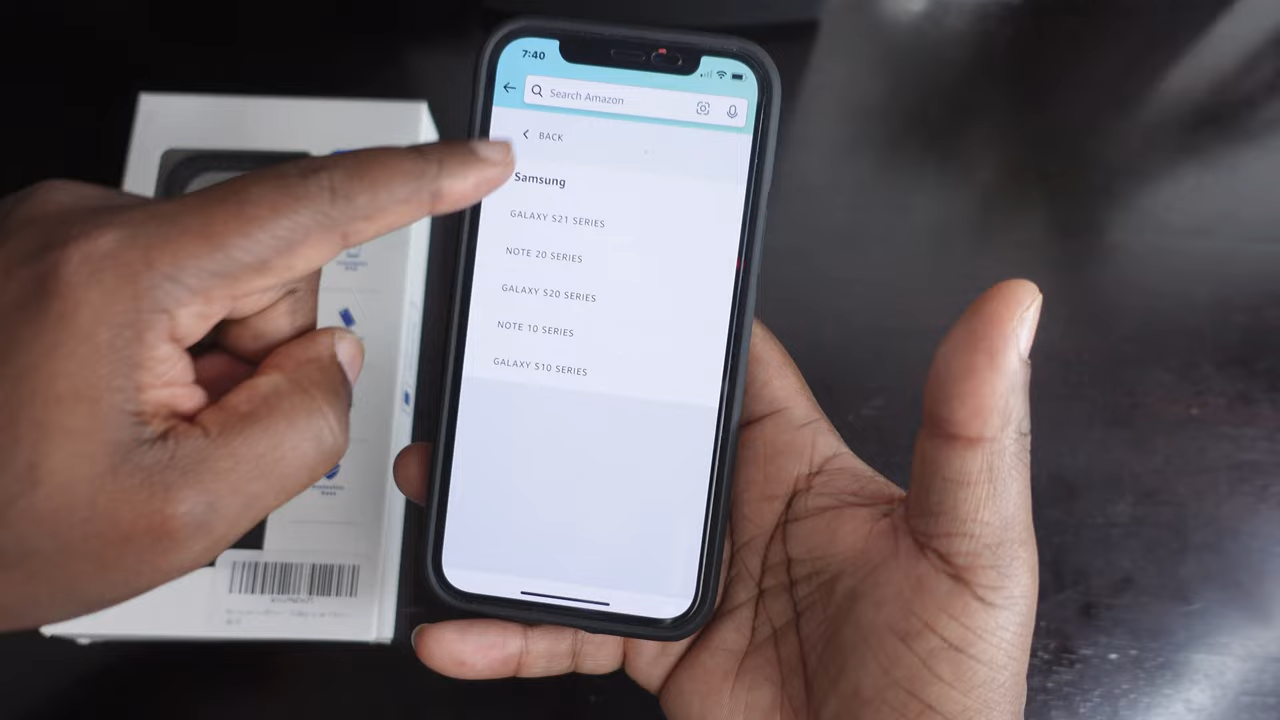 7:40
Search Amazon
BACK
Samsung
GALAXY S21 SERIES
NOTE 20 SERIES
GALAXY S20 SERIES
NOTE 10 SERIES
GALAXY S10 SERIES